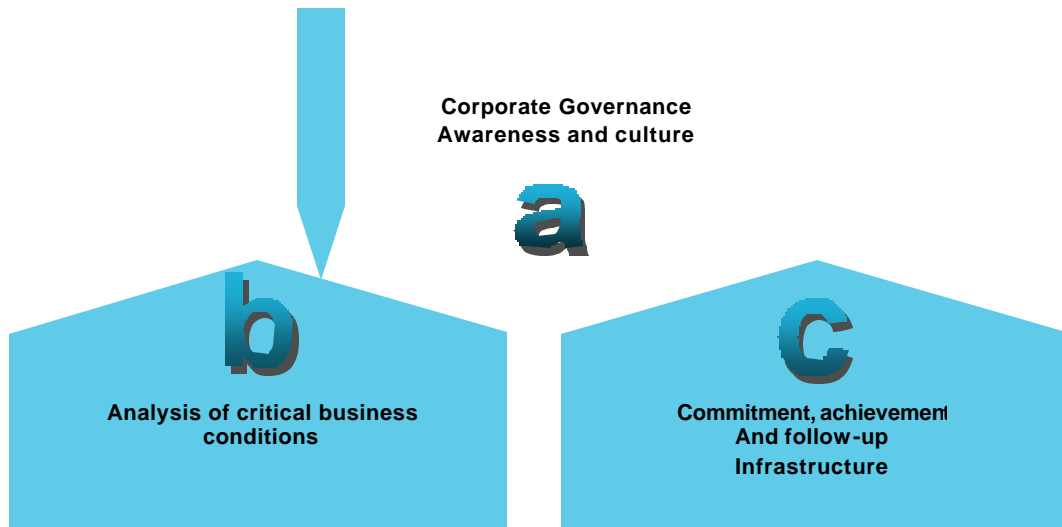 Corporate Governance
Awareness and culture
a
b
Analysis of critical business
conditions
c
Commitment, achievement
And follow-up
Infrastructure